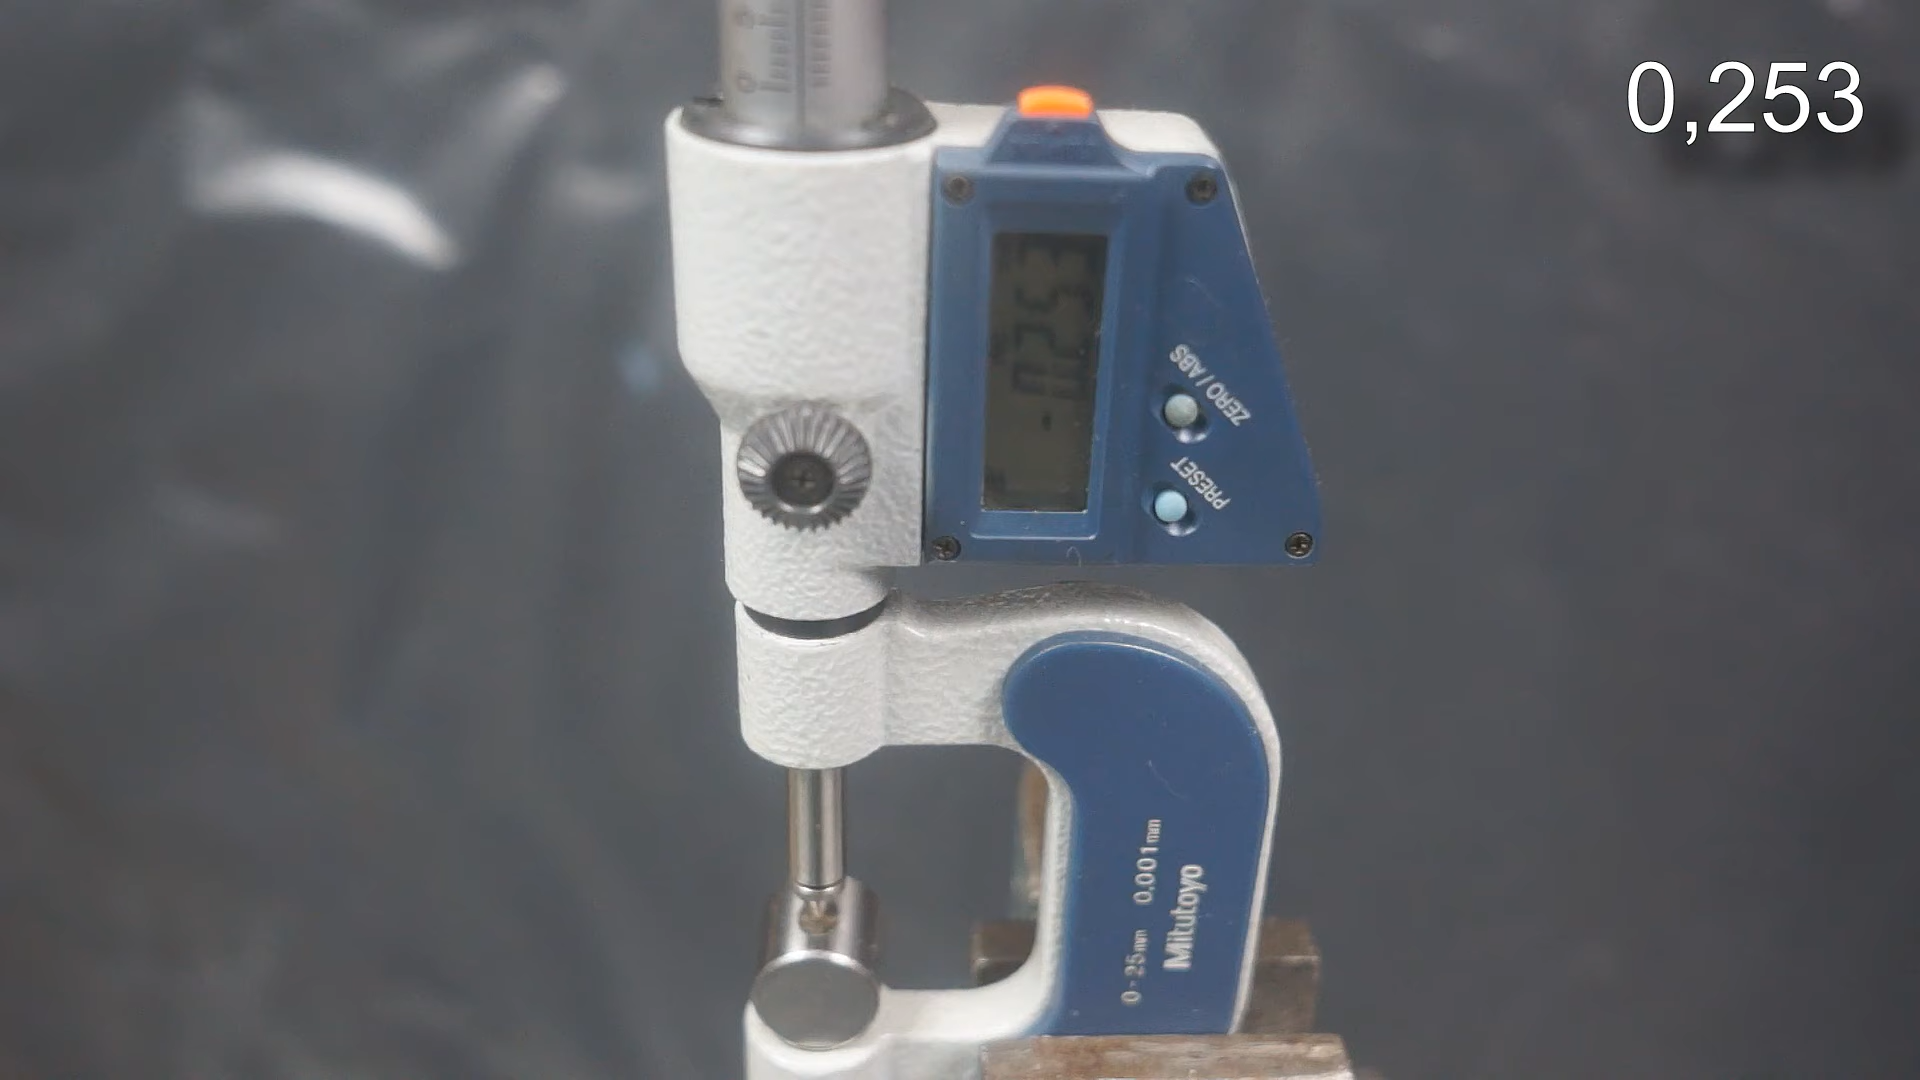 0,253
-0.253
ZERO/ABS
PRESET
0-25mm 0.001mm
Mitutoyo